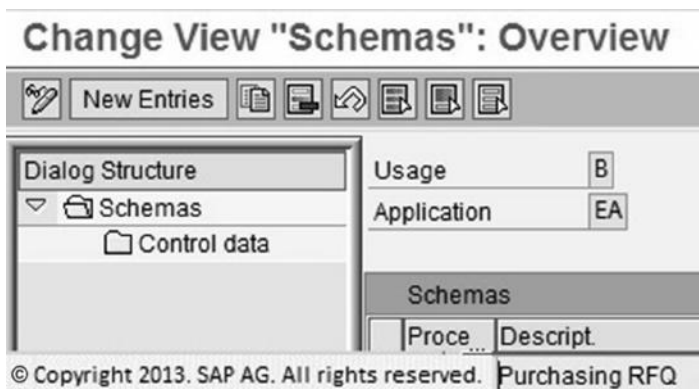 Change View "Schemas": Overview
New Entries
Dialog Structure
Schemas
Control data
Usage B
Application EA
Schemas
Proce... Descript.
© Copyright 2013. SAP AG. All rights reserved. Purchasing RFQ